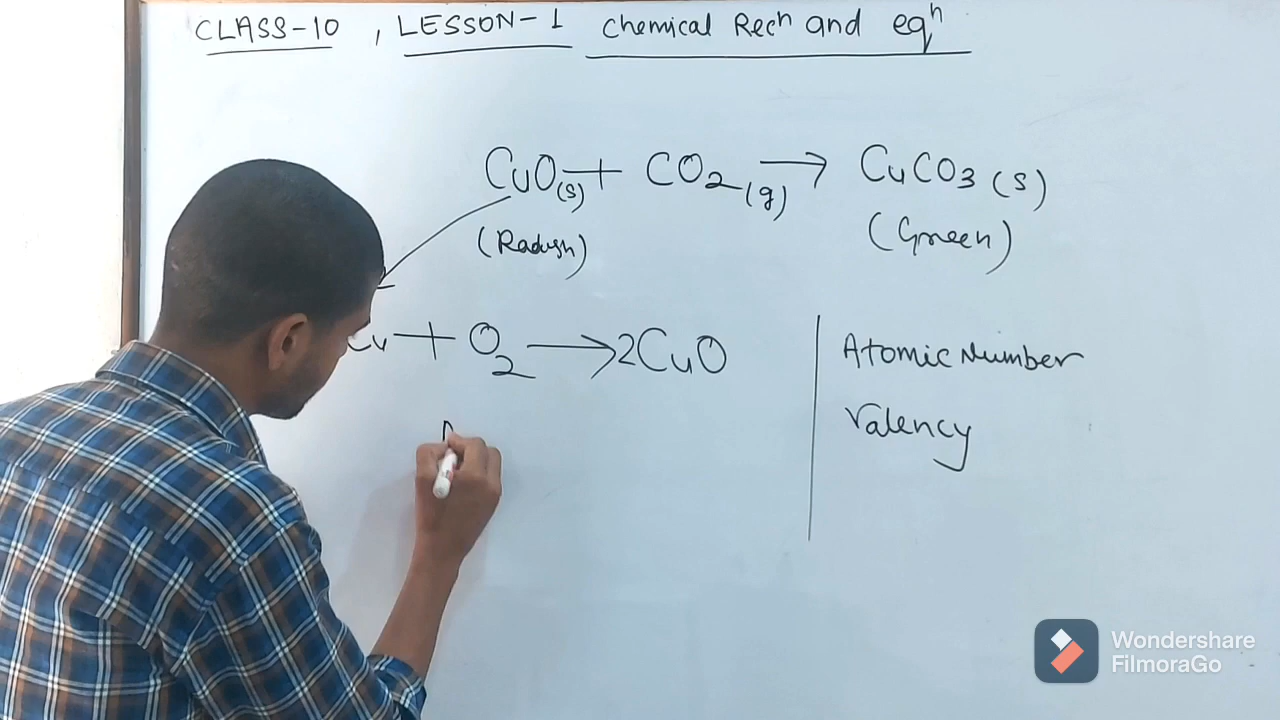 CLASS-10, LESSON-1 Chemical Recⁿ and eqⁿ
CuO(s) + CO₂(g) → CuCO₃(s)
(Radush) (Green)
Cu + O₂ → 2CuO
Atomic Number
Valency
Wondershare
FilmoraGo